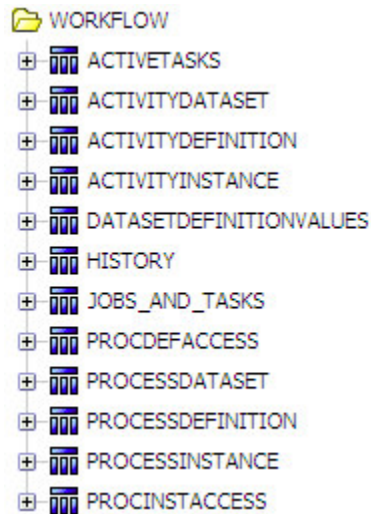 WORKFLOW
ACTIVETASKS
ACTIVITYDATASET
ACTIVITYDEFINITION
ACTIVITYINSTANCE
DATASETDEFINITIONVALUES
HISTORY
JOBS_AND_TASKS
PROCDEFACCESS
PROCESSDATASET
PROCESSDEFINITION
PROCESSINSTANCE
PROCINSTACCESS